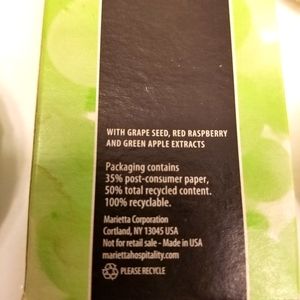 WITH GRAPE SEED, RED RASPBERRY
AND GREEN APPLE EXTRACTS
Packaging contains
35% post-consumer paper,
50% total recycled content.
100% recyclable.
Marietta Corporation
Cortland, NY 13045 USA
Not for retail sale - Made in USA
mariettahospitality.com
PLEASE RECYCLE